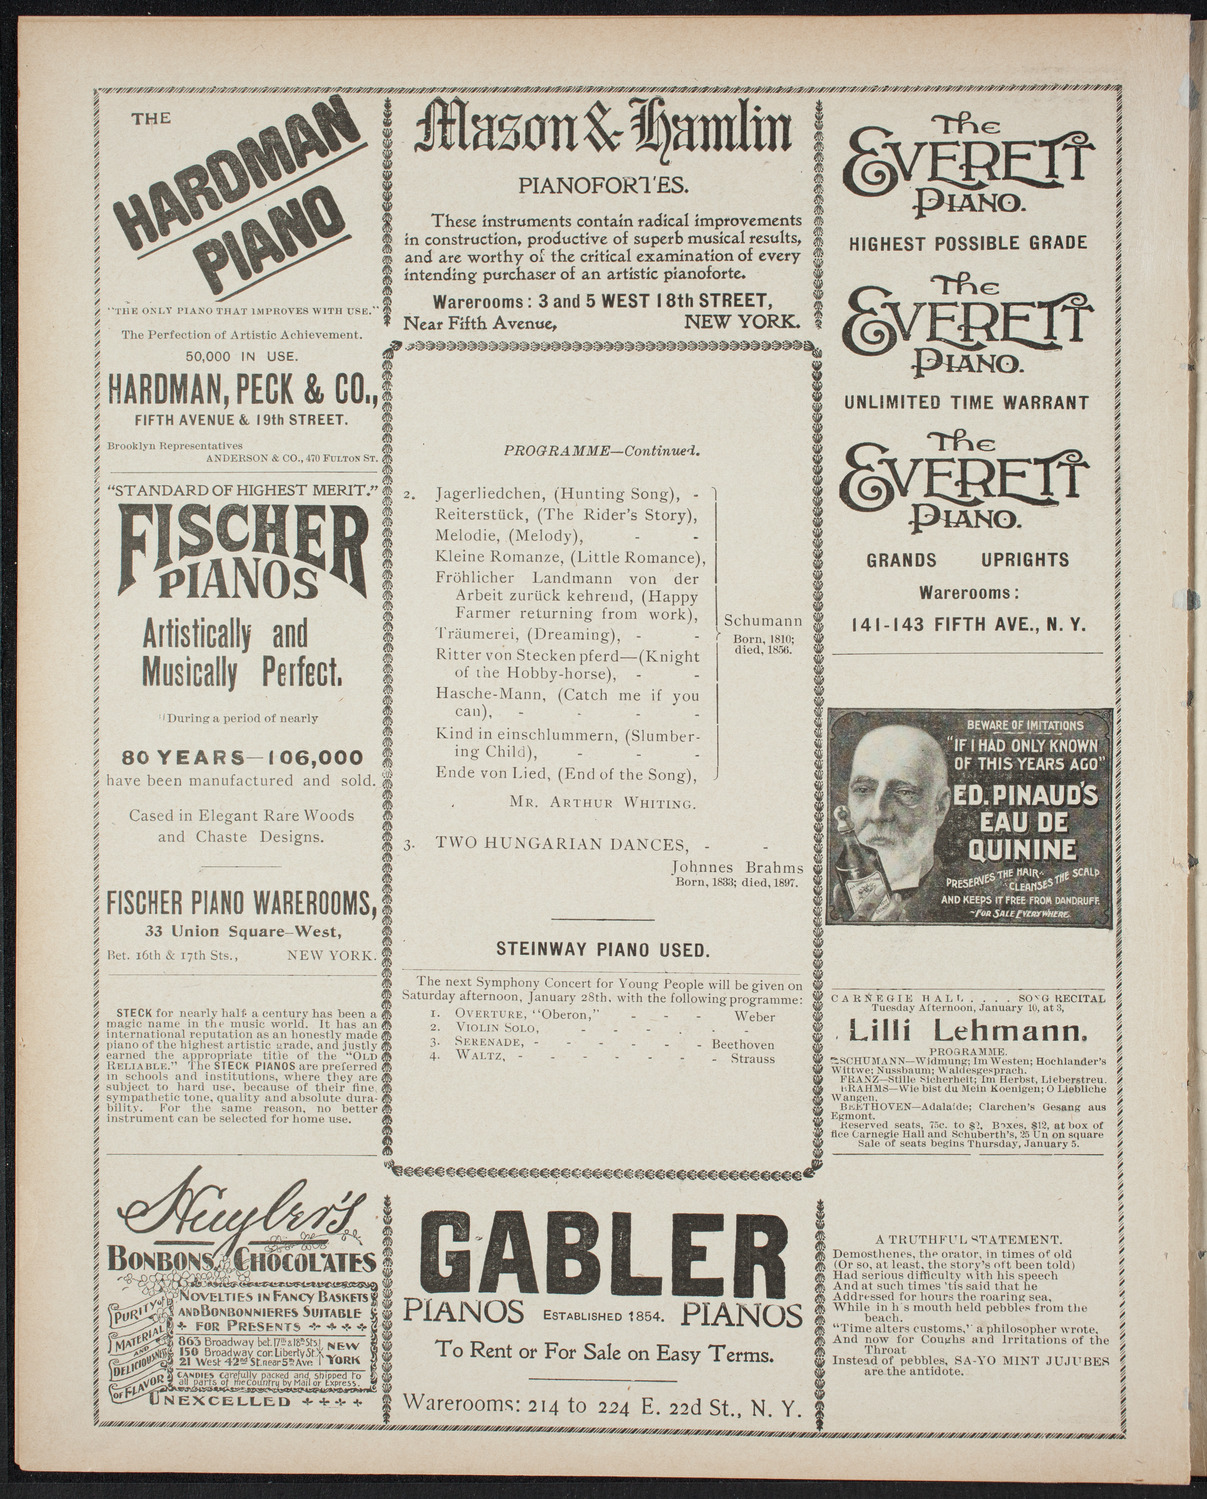 THE
HARDMAN
PIANO
"THE ONLY PIANO THAT IMPROVES WITH USE."
The Perfection of Artistic Achievement.
50,000 IN USE.
HARDMAN, PECK & CO.,
FIFTH AVENUE & 19th STREET.
Brooklyn Representatives
ANDERSON & CO., 470 FULTON ST.
"STANDARD OF HIGHEST MERIT."
FISCHER
PIANOS
Artistically and
Musically Perfect.
During a period of nearly
80 YEARS—106,000
have been manufactured and sold.
Cased in Elegant Rare Woods
and Chaste Designs.
FISCHER PIANO WAREROOMS,
33 Union Square-West,
Bet. 16th & 17th Sts., NEW YORK.
STECK for nearly half a century has been a
magic name in the music world. It has an
international reputation as an honestly made
piano of the highest artistic grade, and justly
earned the appropriate title of the "OLD
RELIABLE." The STECK PIANOS are preferred
in schools and institutions, where they are
subject to hard use, because of their fine,
sympathetic tone, quality and absolute dura-
bility. For the same reason, no better
instrument can be selected for home use.
Huyler's
BONBONS, CHOCOLATES
NOVELTIES IN FANCY BASKETS
AND BONBONNIERES SUITABLE
FOR PRESENTS
863 Broadway bet. 17th & 18th Sts.
150 Broadway cor. Liberty St.
21 West 42nd St. near 5th Ave
NEW
YORK
CANDIES carefully packed and shipped to
all parts of the Country by Mail or Express.
PURITY of
MATERIAL
AND
DELICIOUSNESS
OF FLAVOR
UNEXCELLED
Mason & Hamlin
PIANOFORTES.
These instruments contain radical improvements
in construction, productive of superb musical results,
and are worthy of the critical examination of every
intending purchaser of an artistic pianoforte.
Warerooms: 3 and 5 WEST 18th STREET,
Near Fifth Avenue, NEW YORK.
PROGRAMME—Continued.
2. Jagerliedchen, (Hunting Song), -
Reiterstück, (The Rider's Story),
Melodie, (Melody), - -
Kleine Romanze, (Little Romance),
Fröhlicher Landmann von der
Arbeit zurück kehrend, (Happy
Farmer returning from work),
Träumerei, (Dreaming), - -
Ritter von Stecken pferd—(Knight
of the Hobby-horse), - -
Hasche-Mann, (Catch me if you
can), - - - -
Kind in einschlummern, (Slumber-
ing Child), - - -
Ende von Lied, (End of the Song),
Schumann
Born, 1810;
died, 1856.
MR. ARTHUR WHITING.
3. TWO HUNGARIAN DANCES, - -
Johnnes Brahms
Born, 1833; died, 1897.
STEINWAY PIANO USED.
The next Symphony Concert for Young People will be given on
Saturday afternoon, January 28th, with the following programme:
1. OVERTURE, "Oberon," - - - - Weber
2. VIOLIN SOLO, - - - - - -
3. SERENADE, - - - - - - Beethoven
4. WALTZ, - - - - - - - Strauss
GABLER
PIANOS ESTABLISHED 1854. PIANOS
To Rent or For Sale on Easy Terms.
Warerooms: 214 to 224 E. 22d St., N. Y.
The
EVERETT
PIANO.
HIGHEST POSSIBLE GRADE
The
EVERETT
PIANO.
UNLIMITED TIME WARRANT
The
EVERETT
PIANO.
GRANDS UPRIGHTS
Warerooms:
141-143 FIFTH AVE., N. Y.
BEWARE OF IMITATIONS
"IF I HAD ONLY KNOWN
OF THIS YEARS AGO"
ED. PINAUD'S
EAU DE
QUININE
PRESERVES THE HAIR
CLEANSES THE SCALP
AND KEEPS IT FREE FROM DANDRUFF.
FOR SALE EVERYWHERE.
CARNEGIE HALL . . . . SONG RECITAL
Tuesday Afternoon, January 10, at 3,
Lilli Lehmann.
PROGRAMME.
SCHUMANN—Widmung; Im Westen; Hochlander's
Wittwe; Nussbaum; Waldesgesprach.
FRANZ—Stille Sicherheit; Im Herbst, Lieberstreu.
BRAHMS—Wie bist du Mein Koenigen; O Liebliche
Wangen.
BEETHOVEN—Adalaide; Clarchen's Gesang aus
Egmont.
Reserved seats, 75c. to $2. Boxes, $12, at box of
fice Carnegie Hall and Schuberth's, 25 Un on square
Sale of seats begins Thursday, January 5.
A TRUTHFUL STATEMENT.
Demosthenes, the orator, in times of old
(Or so, at least, the story's oft been told)
Had serious difficulty with his speech
And at such times 'tis said that he
Addressed for hours the roaring sea,
While in h s mouth held pebbles from the
beach.
"Time alters customs," a philosopher wrote,
And now for Coughs and Irritations of the
Throat
Instead of pebbles, SA-YO MINT JUJUBES
are the antidote.